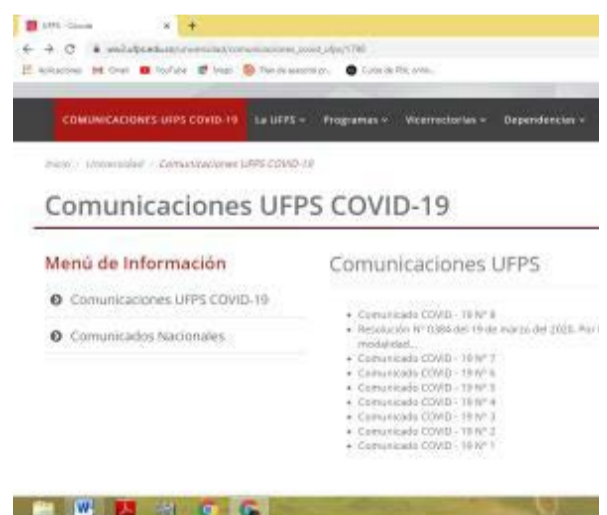 UFPS - Cúcuta
Gmail YouTube Maps
COMUNICACIONES UFPS COVID-19 La UFPS Programas Vicerrectorías Dependencias
Inicio / Universidad / Comunicaciones UFPS COVID-19
Comunicaciones UFPS COVID-19
Menú de Información
Comunicaciones UFPS COVID-19
Comunicados Nacionales
Comunicaciones UFPS
Comunicado COVID - 19 N° 8
Resolución N° 0384 del 19 de marzo del 2020. Por
modalidad...
Comunicado COVID - 19 N° 7
Comunicado COVID - 19 N° 6
Comunicado COVID - 19 N° 5
Comunicado COVID - 19 N° 4
Comunicado COVID - 19 N° 3
Comunicado COVID - 19 N° 2
Comunicado COVID - 19 N° 1